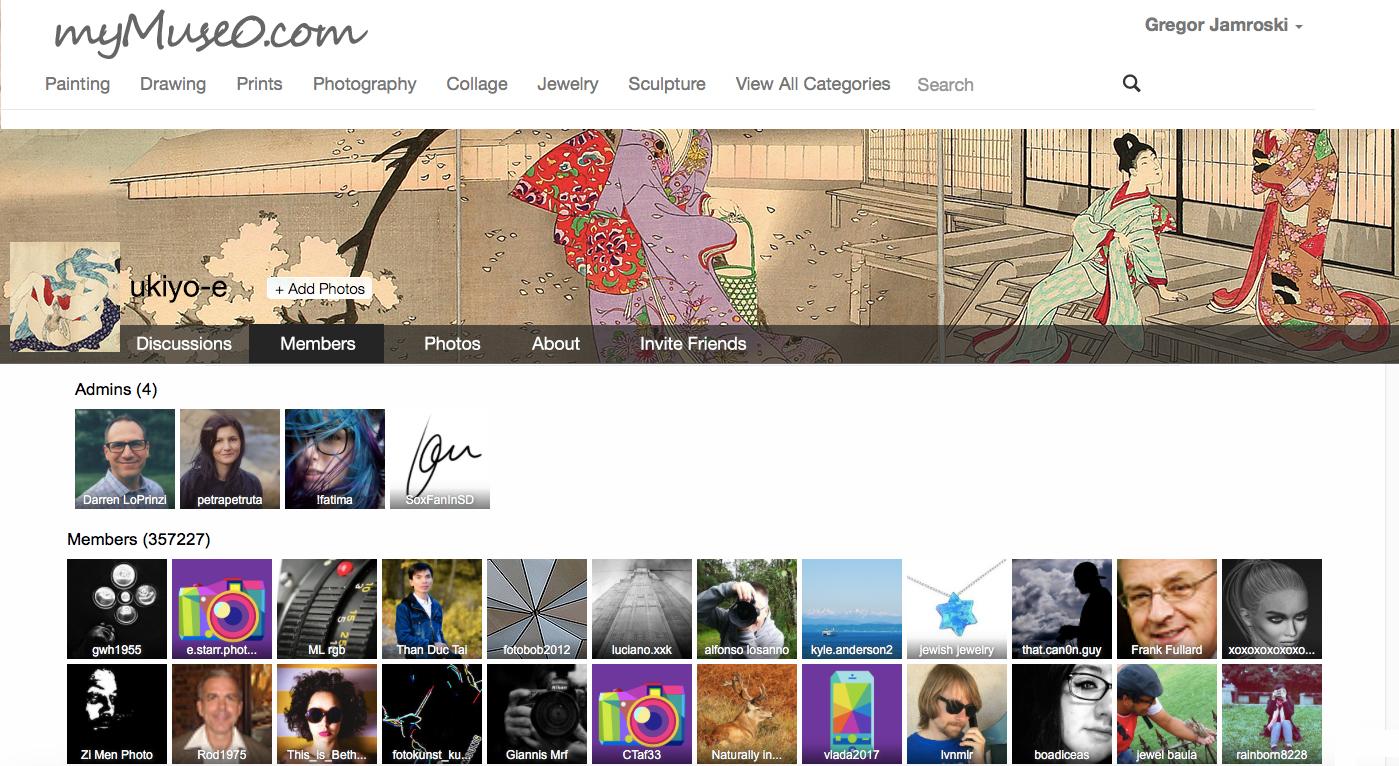 myMuseO.com
Gregor Jamroski
Painting Drawing Prints Photography Collage Jewelry Sculpture View All Categories Search
ukiyo-e
+ Add Photos
Discussions Members Photos About Invite Friends
Admins (4)
Darren LoPrinzi petrapetruta !fatima SoxFanInSD
Members (357227)
gwh1955 e.starr.phot... ML rgb Than Duc Tai fotobob2012 luciano.xxk alfonso losanno kyle.anderson2 jewish jewelry that.can0n.guy Frank Fullard xoxoxoxoxoxo...
Zi Men Photo Rod1975 This_is_Beth... fotokunst_ku... Giannis Mrf CTaf33 Naturally in... vlada2017 lvnmlr boadiceas jewel baula rainborn8228